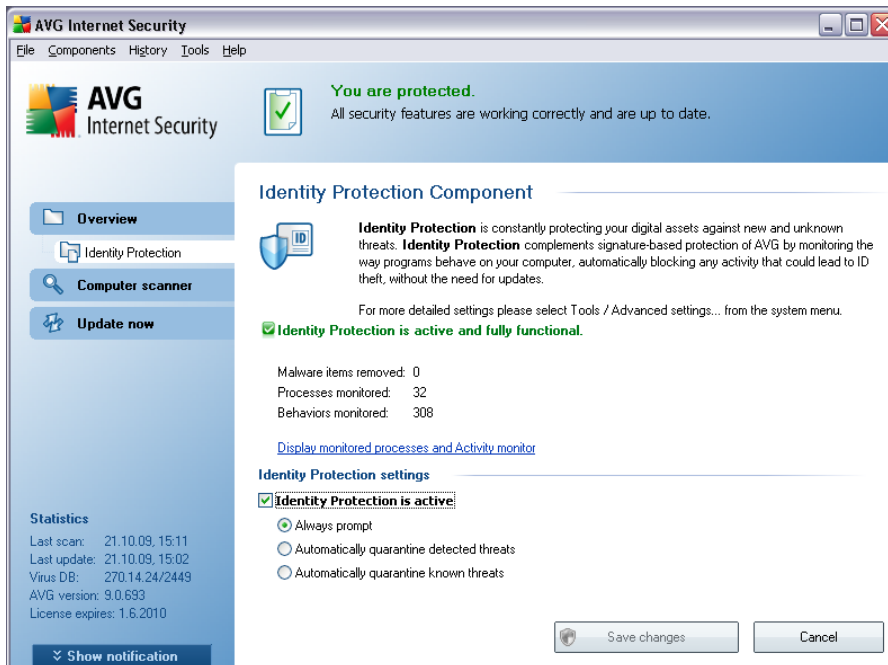 AVG Internet Security
File Components History Tools Help
AVG
Internet Security
You are protected.
All security features are working correctly and are up to date.
Overview
Identity Protection
Computer scanner
Update now
Identity Protection Component
ID
Identity Protection is constantly protecting your digital assets against new and unknown
threats. Identity Protection complements signature-based protection of AVG by monitoring the
way programs behave on your computer, automatically blocking any activity that could lead to ID
theft, without the need for updates.
For more detailed settings please select Tools / Advanced settings... from the system menu.
Identity Protection is active and fully functional.
Malware items removed: 0
Processes monitored: 32
Behaviors monitored: 308
Display monitored processes and Activity monitor
Identity Protection settings
Identity Protection is active
Always prompt
Automatically quarantine detected threats
Automatically quarantine known threats
Statistics
Last scan: 21.10.09, 15:11
Last update: 21.10.09, 15:02
Virus DB: 270.14.24/2449
AVG version: 9.0.693
License expires: 1.6.2010
Show notification
Save changes
Cancel